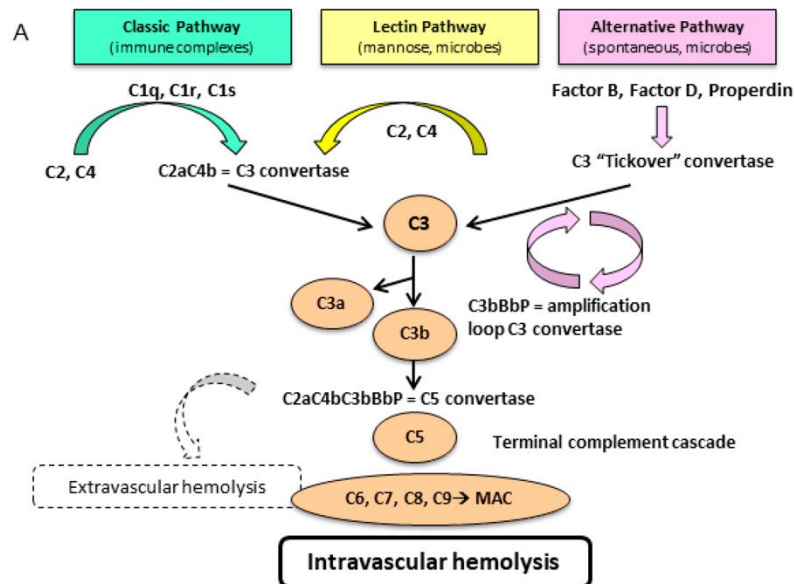 A
Classic Pathway
(immune complexes)
Lectin Pathway
(mannose, microbes)
Alternative Pathway
(spontaneous, microbes)
C1q, C1r, C1s
C2, C4
Factor B, Factor D, Properdin
C2, C4
C2aC4b = C3 convertase
C3 “Tickover” convertase
C3
C3a
C3b
C3bBbP = amplification
loop C3 convertase
C2aC4bC3bBbP = C5 convertase
C5
Terminal complement cascade
Extravascular hemolysis
C6, C7, C8, C9→ MAC
Intravascular hemolysis